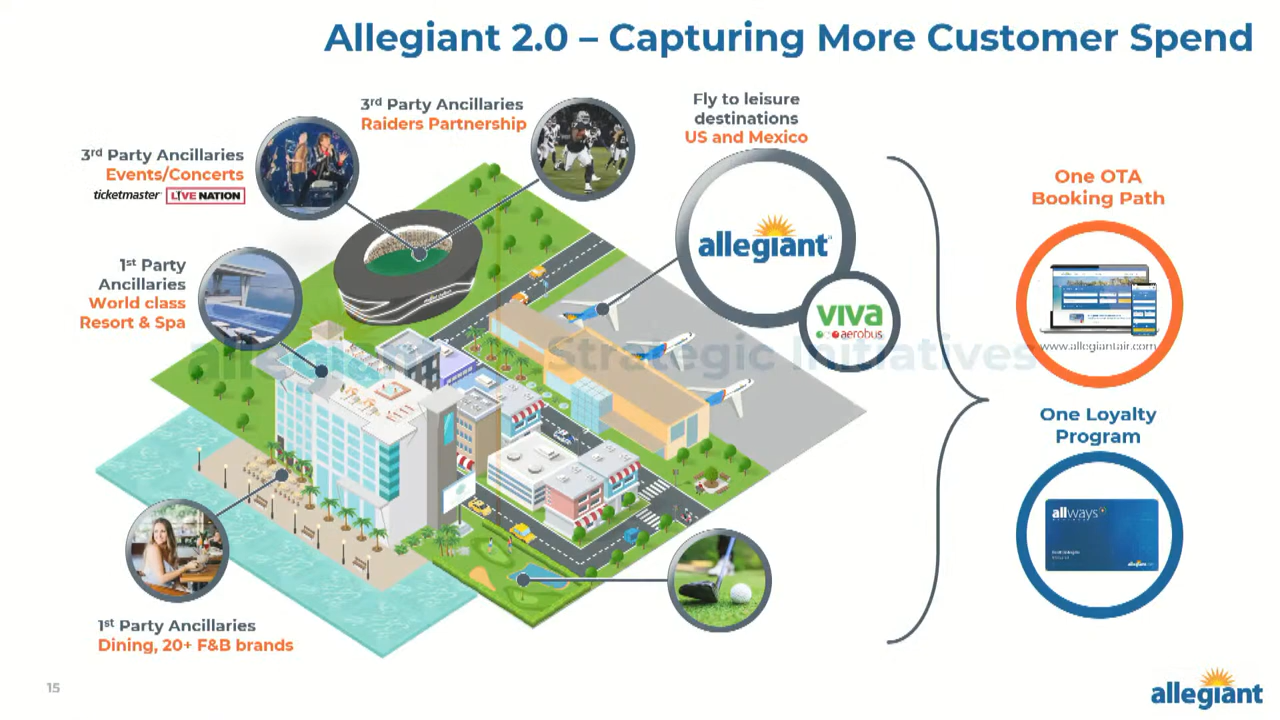 Allegiant 2.0 – Capturing More Customer Spend
3rd Party Ancillaries
Raiders Partnership
Fly to leisure
destinations
US and Mexico
3rd Party Ancillaries
Events/Concerts
ticketmaster LIVE NATION
allegiant
One OTA
Booking Path
1st Party
Ancillaries
World class
Resort & Spa
VIVA
aerobus
www.allegiantair.com
allegiant Strategic Initiatives
One Loyalty
Program
allways
allegiant
1st Party Ancillaries
Dining, 20+ F&B brands
15
allegiant